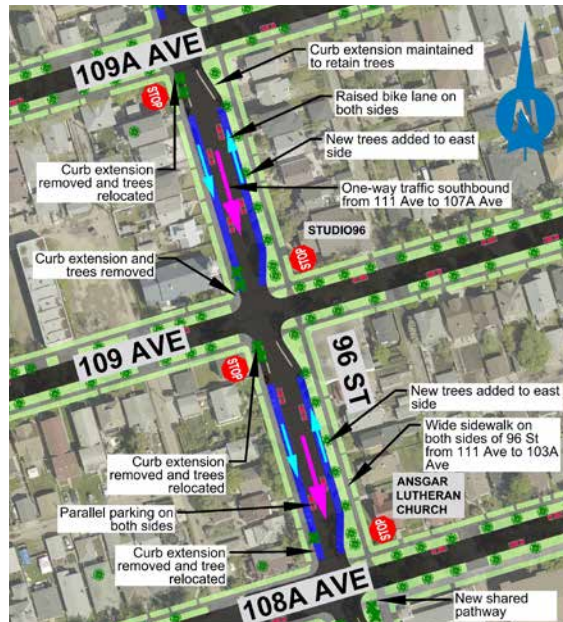 109A AVE
Curb extension maintained
to retain trees
STOP
Raised bike lane on
both sides
New trees added to east
side
Curb extension
removed and trees
relocated
One-way traffic southbound
from 111 Ave to 107A Ave
STUDIO96
STOP
Curb extension and
trees removed
109 AVE
STOP
96 ST
New trees added to east
side
Curb extension
removed and trees
relocated
Wide sidewalk on
both sides of 96 St
from 111 Ave to 103A
Ave
ANSGAR
LUTHERAN
CHURCH
Parallel parking on
both sides
STOP
Curb extension
removed and tree
relocated
108A AVE
New shared
pathway
N